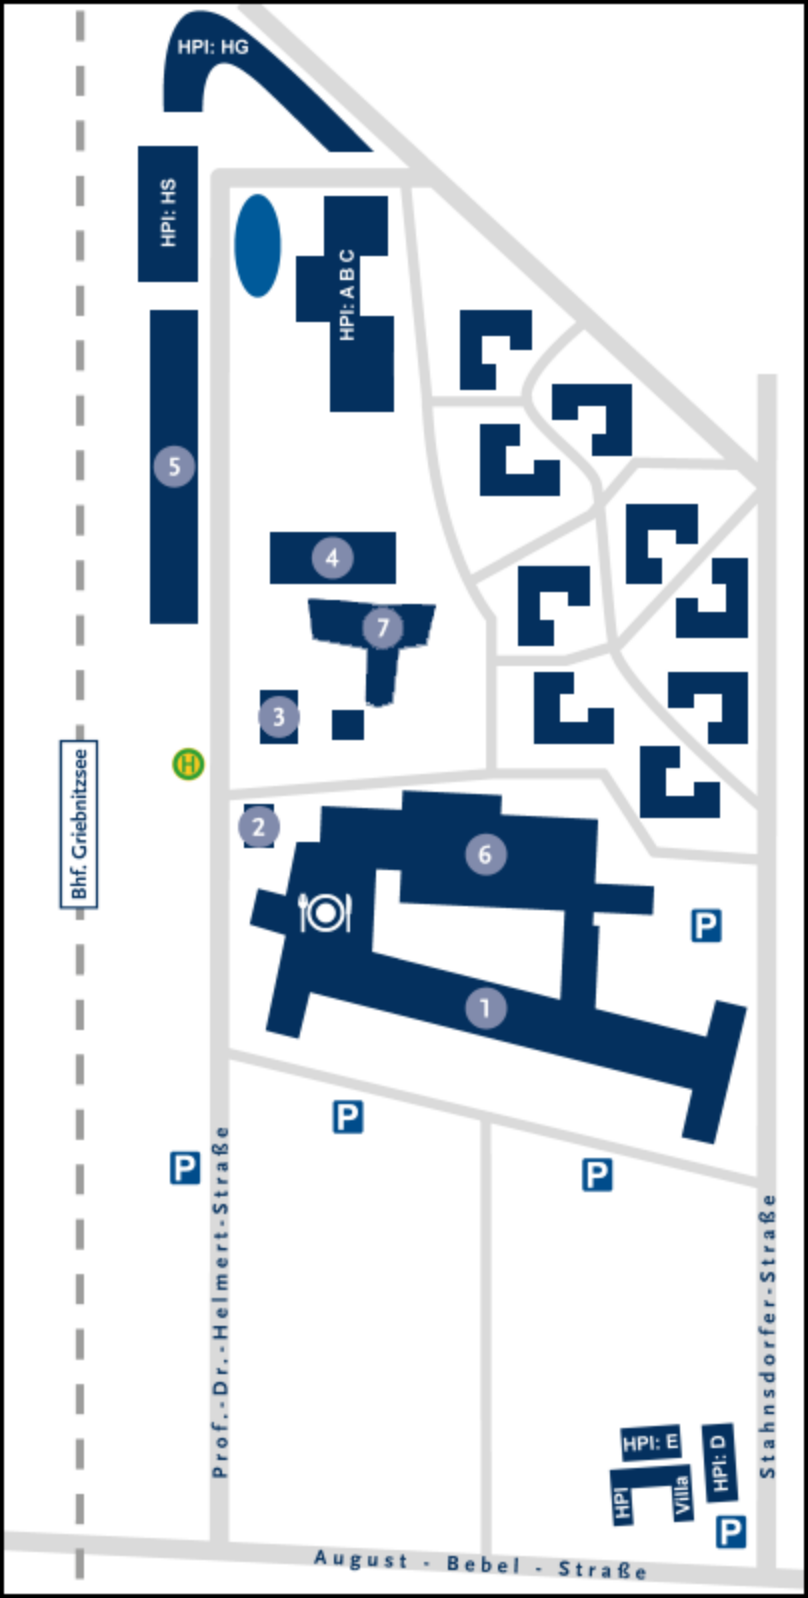 HPI: HG
HPI: HS
HPI: A B C
5
4
7
3
H
Bhf. Griebnitzsee
2
6
P
1
P
P
P
Prof.-Dr.-Helmert-Straße
Stahnsdorfer-Straße
HPI: E
HPI: D
HPI
Villa
P
August - Bebel - Straße